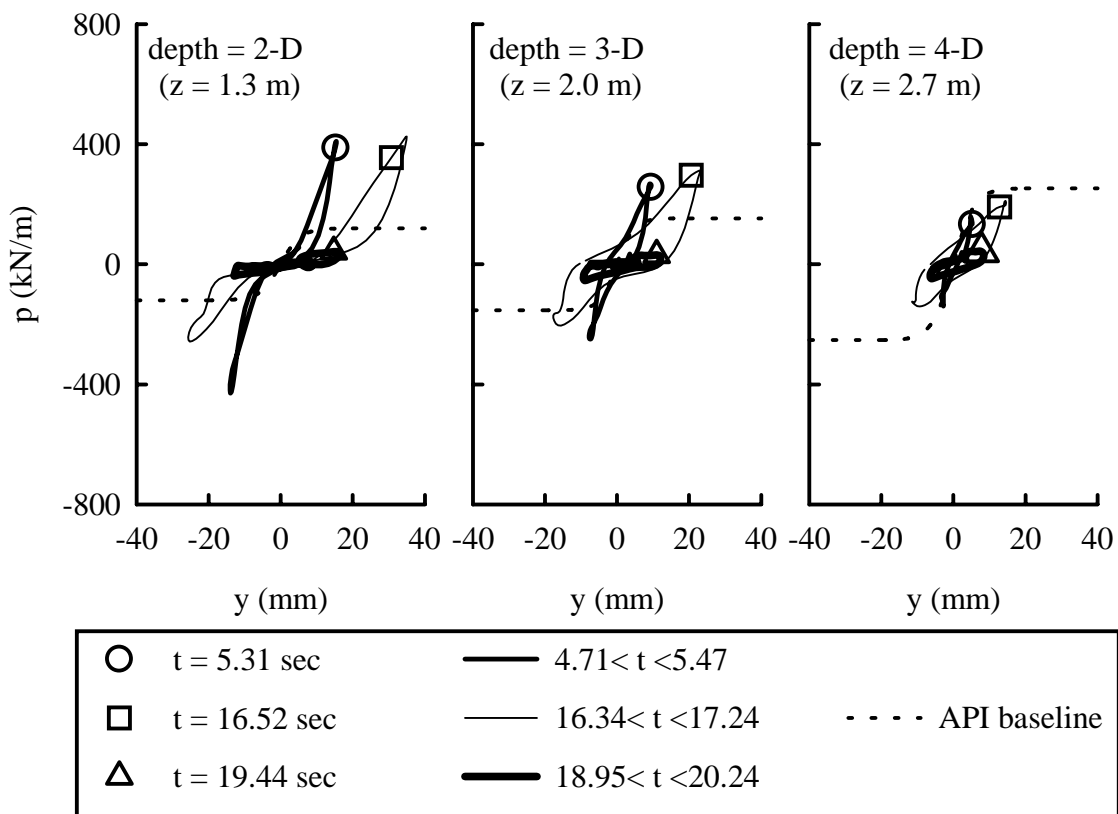 800
400
0
-400
-800
p (kN/m)
depth = 2-D
(z = 1.3 m)
depth = 3-D
(z = 2.0 m)
depth = 4-D
(z = 2.7 m)
-40 -20 0 20 40
-40 -20 0 20 40
-40 -20 0 20 40
y (mm)
y (mm)
y (mm)
t = 5.31 sec
4.71< t <5.47
t = 16.52 sec
16.34< t <17.24
API baseline
t = 19.44 sec
18.95< t <20.24